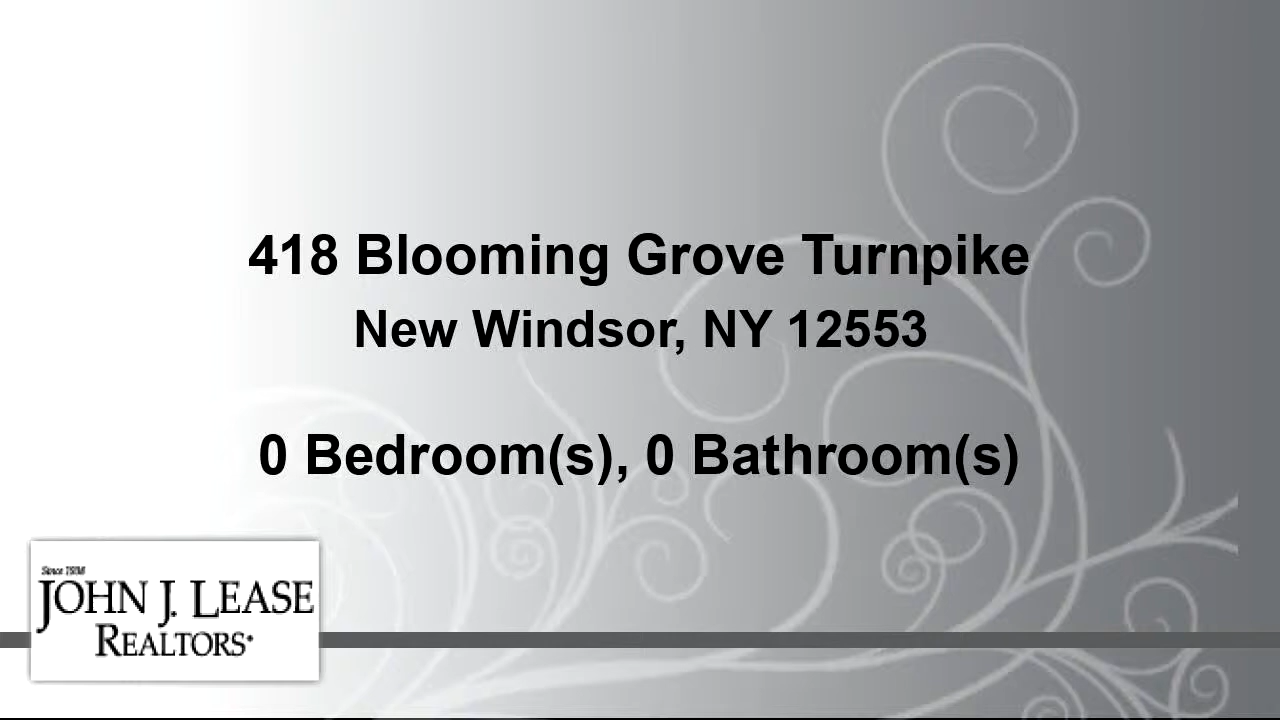 418 Blooming Grove Turnpike
New Windsor, NY 12553
0 Bedroom(s), 0 Bathroom(s)
JOHN J. LEASE
REALTORS